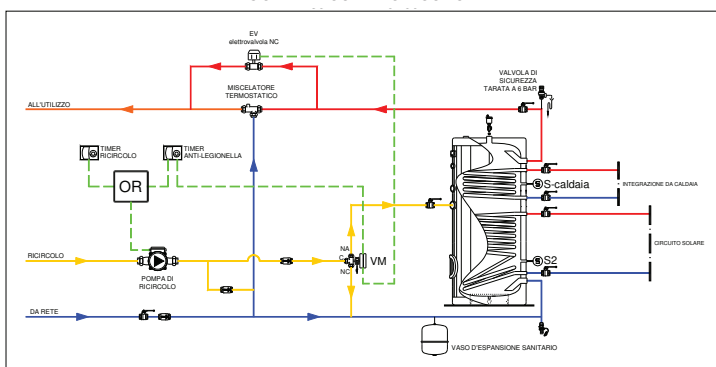 EV
elettrovalvola NC
VALVOLA DI
SICUREZZA
TARATA A 6 BAR
MISCELATORE
TERMOSTATICO
ALL'UTILIZZO
TIMER
RICIRCOLO
TIMER
ANTI-LEGIONELLA
OR
S-caldaia
INTEGRAZIONE DA CALDAIA
NA
C
NC
VM
RICIRCOLO
POMPA DI
RICIRCOLO
CIRCUITO SOLARE
S2
DA RETE
VASO D'ESPANSIONE SANITARIO